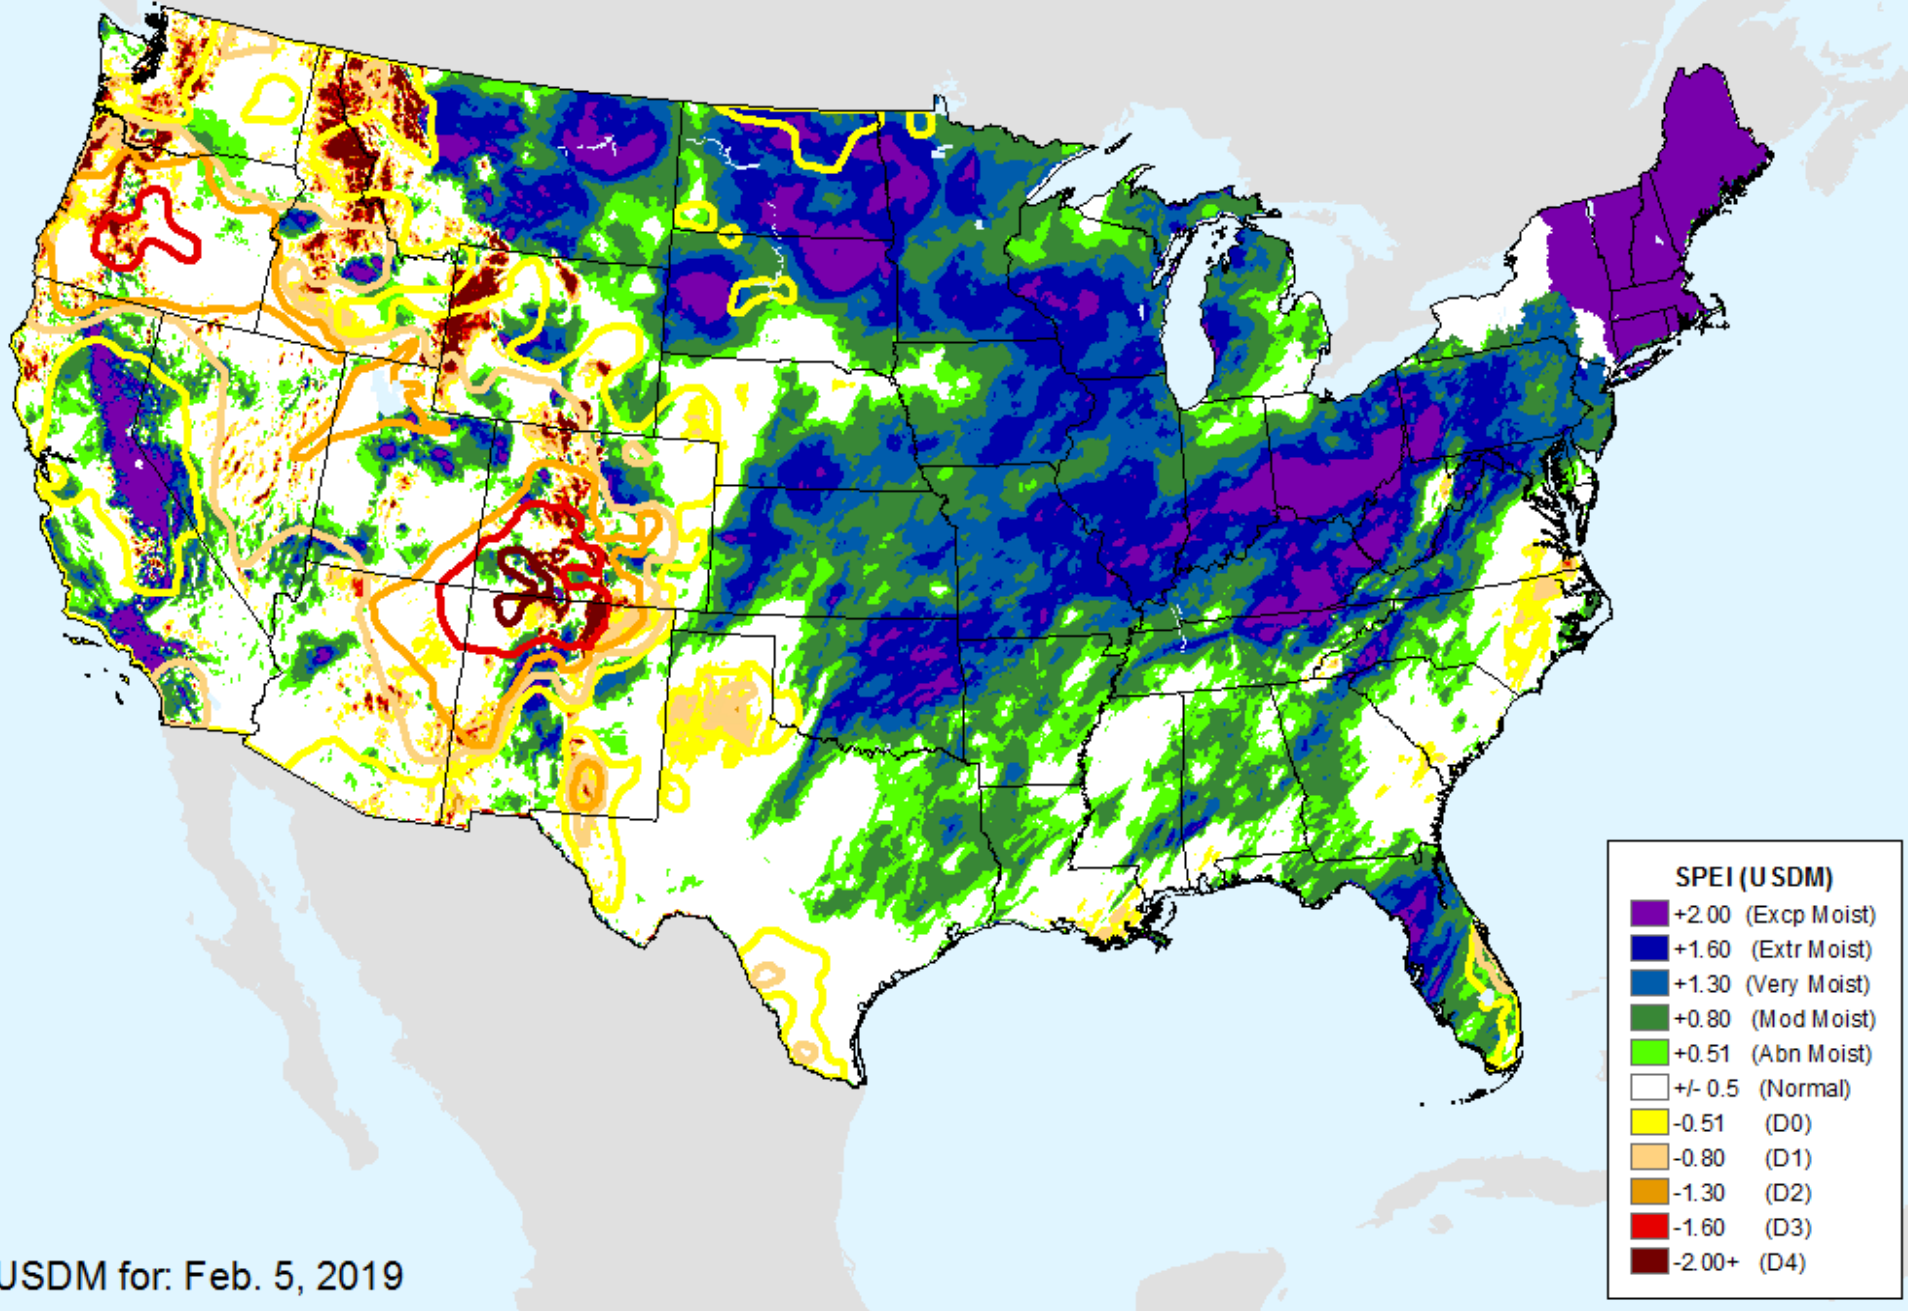 SPEI (USDM)
+2.00 (Excp Moist)
+1.60 (Extr Moist)
+1.30 (Very Moist)
+0.80 (Mod Moist)
+0.51 (Abn Moist)
+/- 0.5 (Normal)
-0.51 (D0)
-0.80 (D1)
-1.30 (D2)
-1.60 (D3)
-2.00+ (D4)
USDM for: Feb. 5, 2019